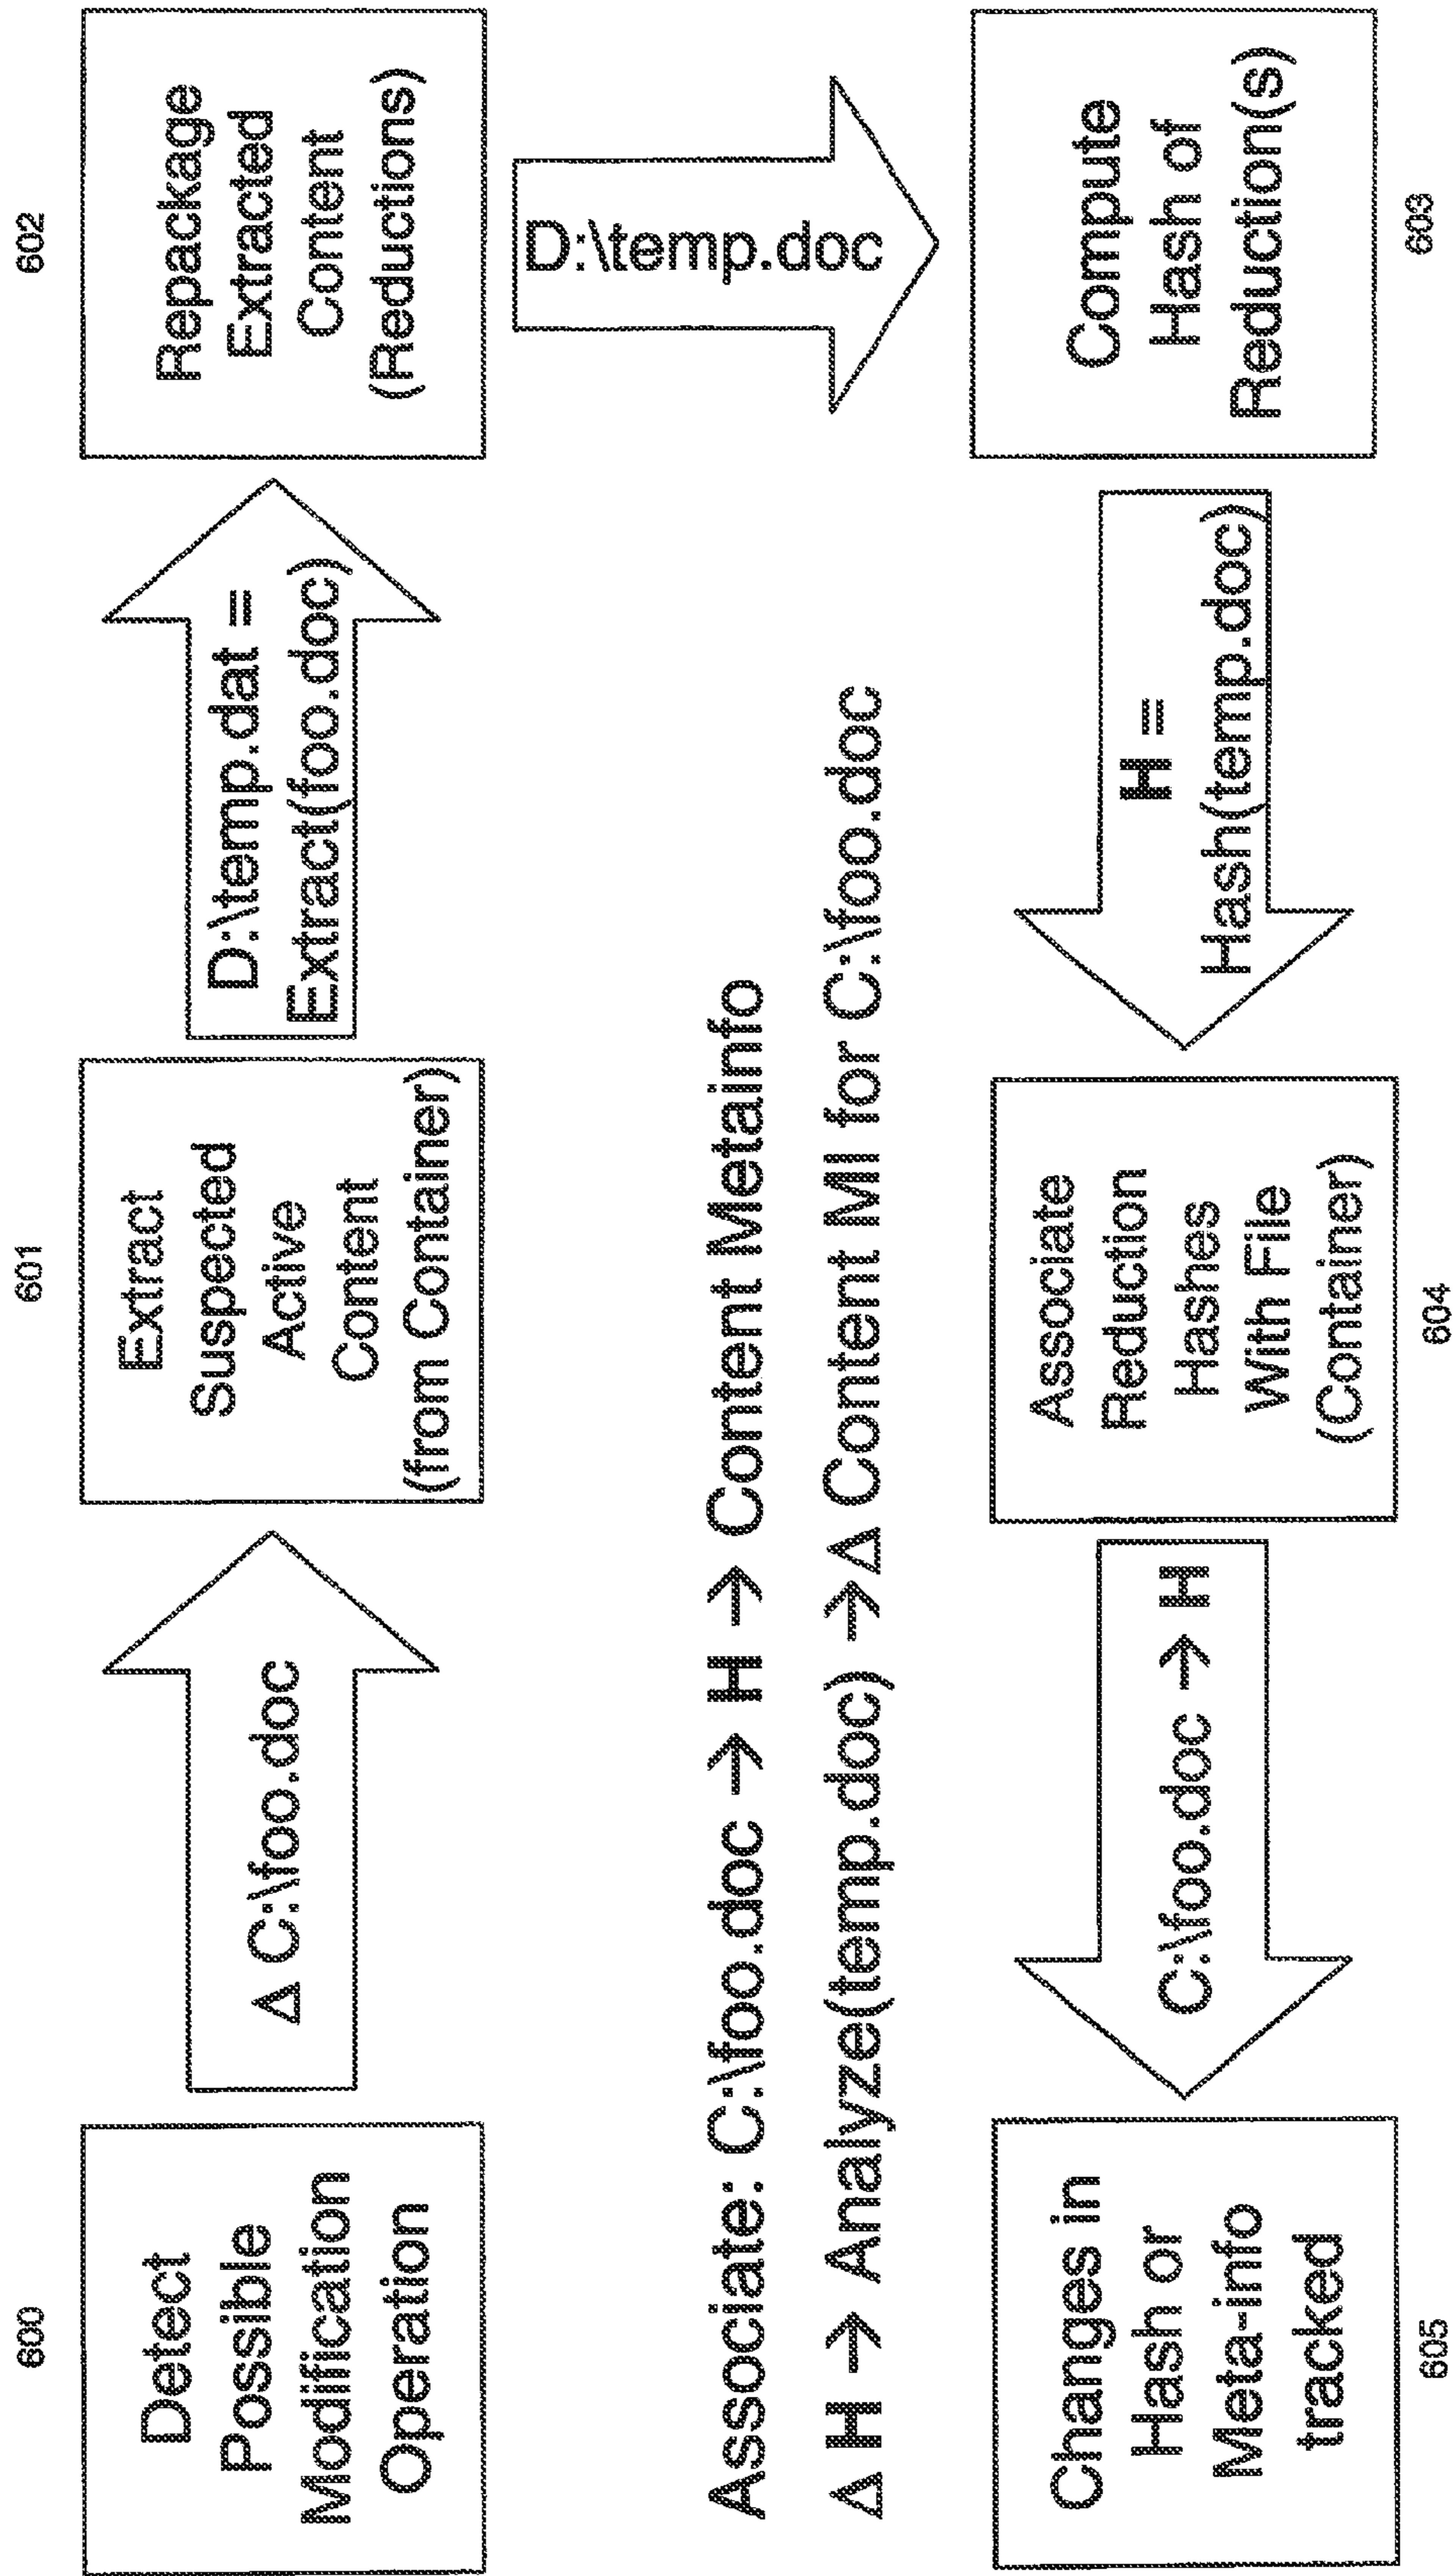 600
Detect
Possible
Modification
Operation
Δ C:\foo.doc
601
Extract
Suspected
Active
Content
(from Container)
D:\temp.dat =
Extract(foo.doc)
602
Repackage
Extracted
Content
(Reductions)
D:\temp.doc
Associate: C:\foo.doc → H → Content Metainfo
Δ H → Analyze(temp.doc) → Δ Content MI for C:\foo.doc
Compute
Hash of
Reduction(s)
603
H =
Hash(temp.doc)
Associate
Reduction
Hashes
With File
(Container)
604
C:\foo.doc → H
Changes in
Hash or
Meta-info
tracked
605